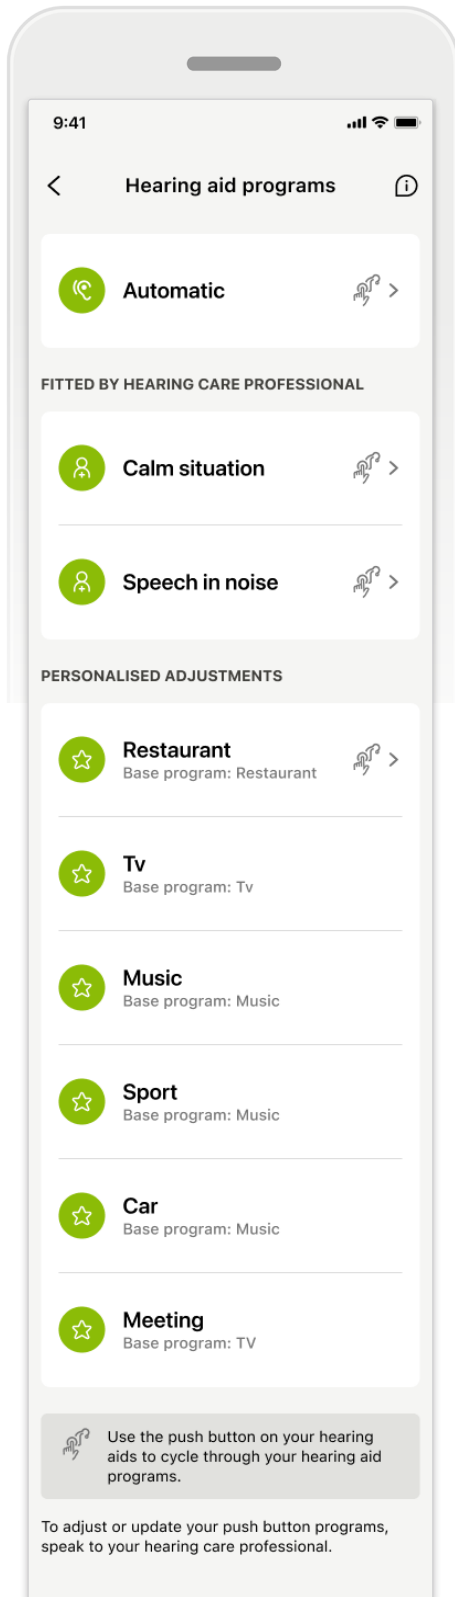 9:41
Hearing aid programs
Automatic
FITTED BY HEARING CARE PROFESSIONAL
Calm situation
Speech in noise
PERSONALISED ADJUSTMENTS
Restaurant
Base program: Restaurant
Tv
Base program: Tv
Music
Base program: Music
Sport
Base program: Music
Car
Base program: Music
Meeting
Base program: TV
Use the push button on your hearing
aids to cycle through your hearing aid
programs.
To adjust or update your push button programs,
speak to your hearing care professional.